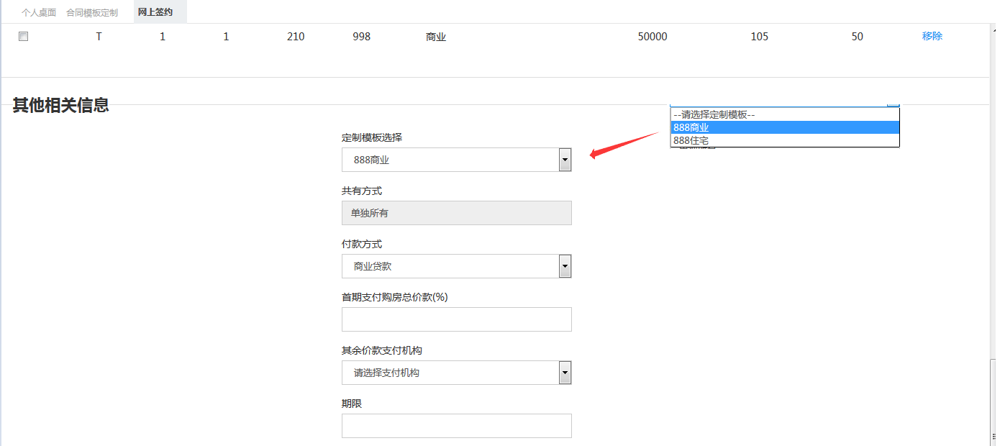 个人桌面 合同模板定制 网上签约
T 1 1 210 998 商业 50000 105 50 移除
其他相关信息
--请选择定制模板--
888商业
888住宅
定制模板选择
888商业
共有方式
单独所有
付款方式
商业贷款
首期支付购房总价款(%)
其余价款支付机构
请选择支付机构
期限